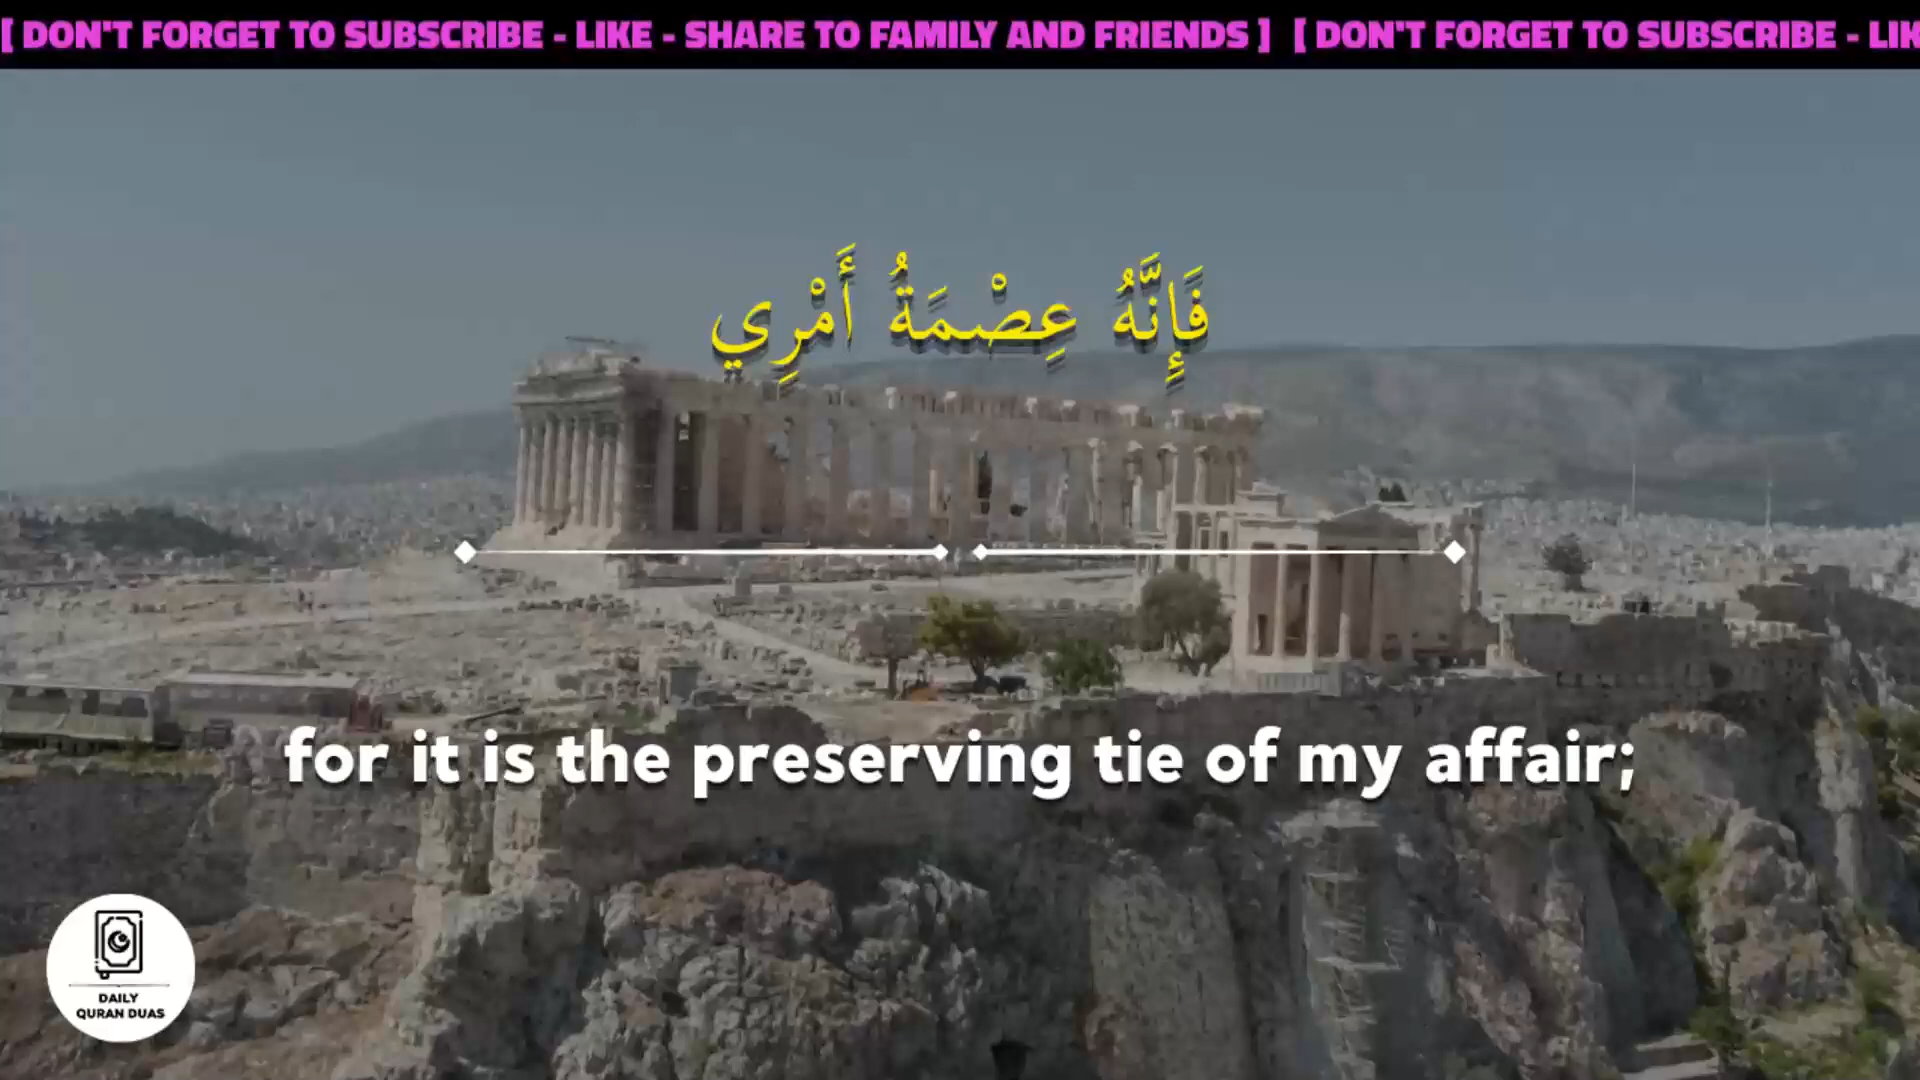 [ DON'T FORGET TO SUBSCRIBE - LIKE - SHARE TO FAMILY AND FRIENDS ] [ DON'T FORGET TO SUBSCRIBE - LIK
فَإِنَّهُ عِصْمَةُ أَمْرِي
for it is the preserving tie of my affair;
DAILY
QURAN DUAS